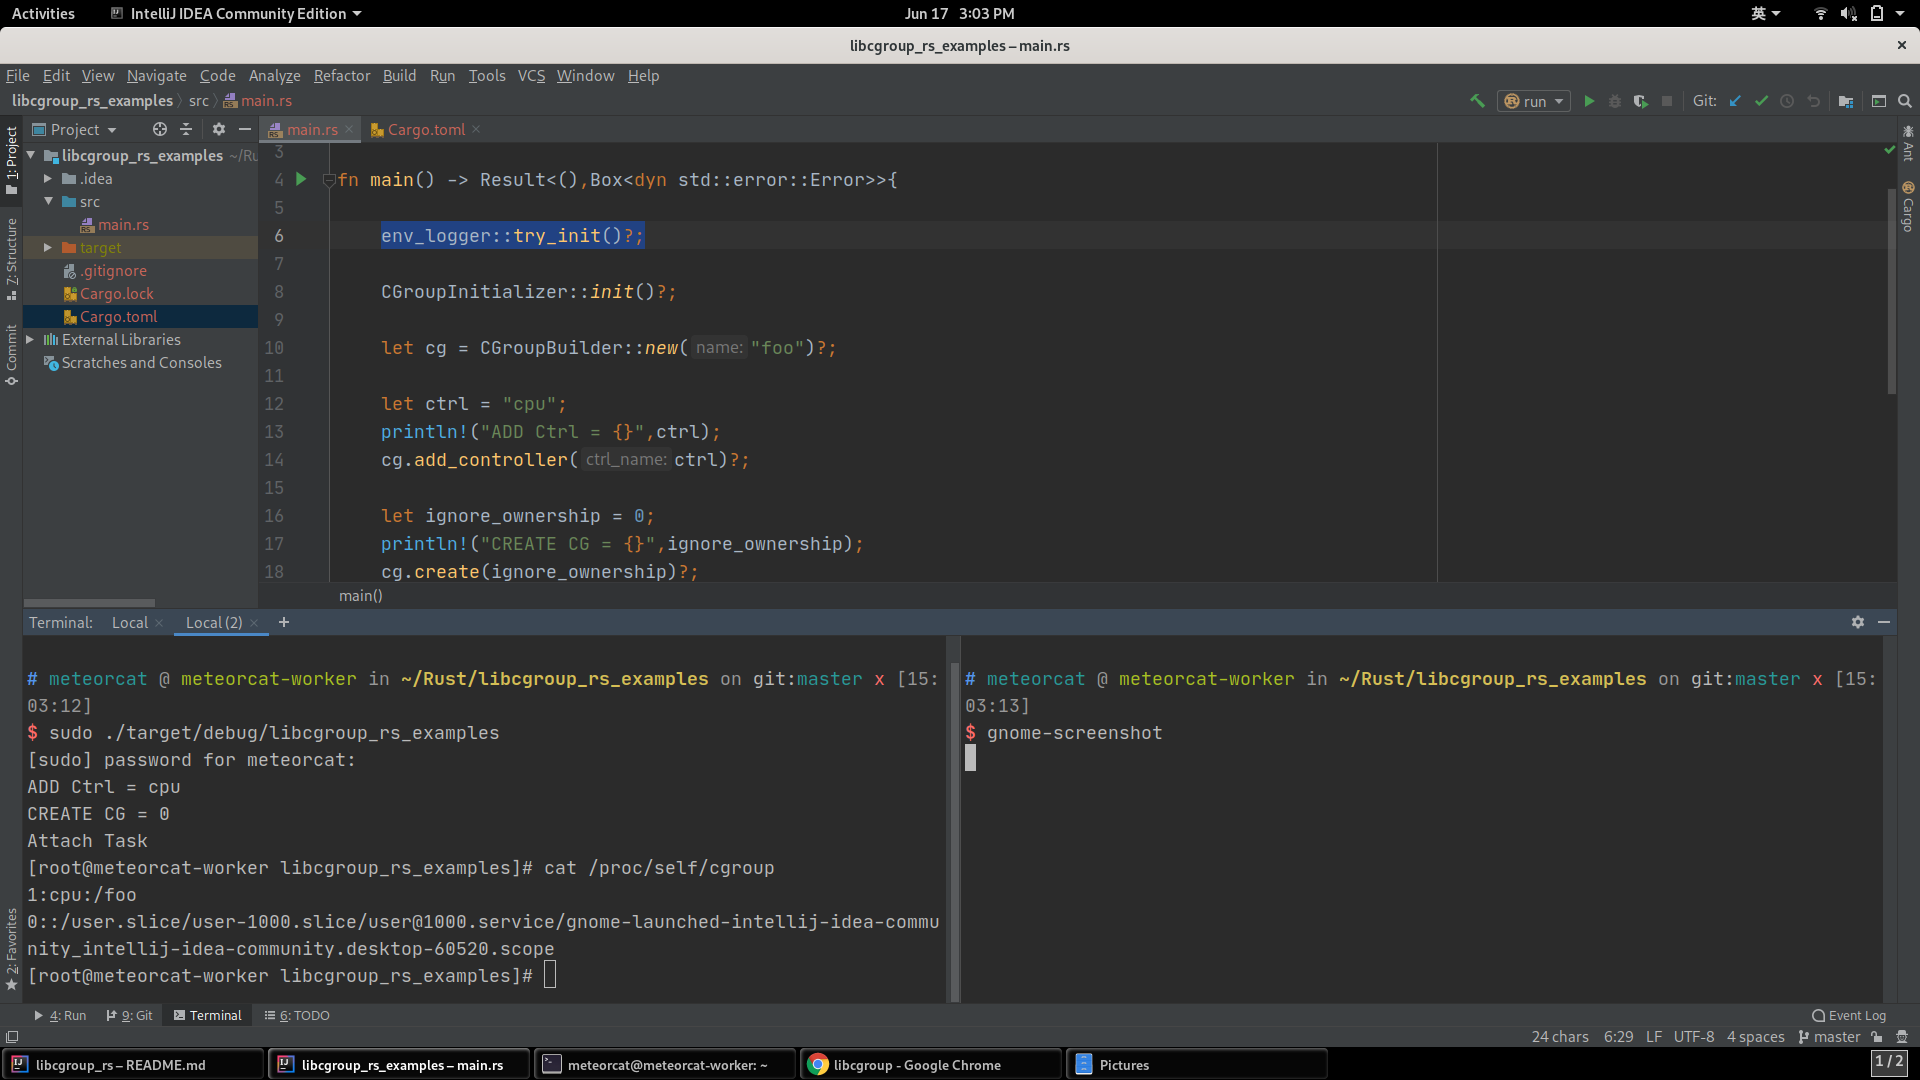 Activities IntelliJ IDEA Community Edition Jun 17 3:03 PM 英
libcgroup_rs_examples – main.rs
File Edit View Navigate Code Analyze Refactor Build Run Tools VCS Window Help
libcgroup_rs_examples src main.rs run Git:
Project main.rs Cargo.toml
1: Project
7: Structure
Commit
2: Favorites
libcgroup_rs_examples ~/Ru
.idea
src
main.rs
target
.gitignore
Cargo.lock
Cargo.toml
External Libraries
Scratches and Consoles
3
4 fn main() -> Result<(),Box<dyn std::error::Error>>{
5
6 env_logger::try_init()?;
7
8 CGroupInitializer::init()?;
9
10 let cg = CGroupBuilder::new( name: "foo")?;
11
12 let ctrl = "cpu";
13 println!("ADD Ctrl = {}",ctrl);
14 cg.add_controller( ctrl_name: ctrl)?;
15
16 let ignore_ownership = 0;
17 println!("CREATE CG = {}",ignore_ownership);
18 cg.create(ignore_ownership)?;
main()
Ant
Cargo
Terminal: Local Local (2) +
# meteorcat @ meteorcat-worker in ~/Rust/libcgroup_rs_examples on git:master x [15:
03:12]
$ sudo ./target/debug/libcgroup_rs_examples
[sudo] password for meteorcat:
ADD Ctrl = cpu
CREATE CG = 0
Attach Task
[root@meteorcat-worker libcgroup_rs_examples]# cat /proc/self/cgroup
1:cpu:/foo
0::/user.slice/user-1000.slice/user@1000.service/gnome-launched-intellij-idea-commu
nity_intellij-idea-community.desktop-60520.scope
[root@meteorcat-worker libcgroup_rs_examples]#
# meteorcat @ meteorcat-worker in ~/Rust/libcgroup_rs_examples on git:master x [15:
03:13]
$ gnome-screenshot
4: Run 9: Git Terminal 6: TODO Event Log
24 chars 6:29 LF UTF-8 4 spaces master
libcgroup_rs – README.md libcgroup_rs_examples – main.rs meteorcat@meteorcat-worker: ~ libcgroup - Google Chrome Pictures 1 / 2